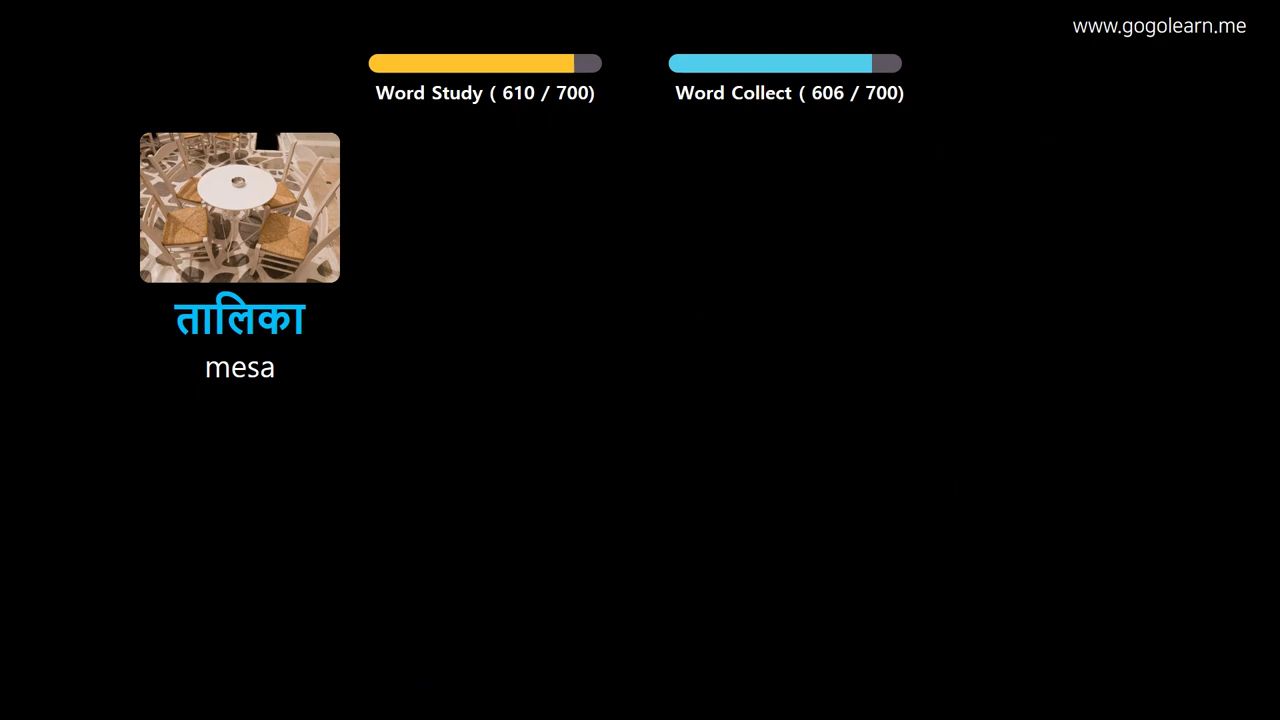 www.gogolearn.me
Word Study ( 610 / 700)
Word Collect ( 606 / 700)
तालिका
mesa